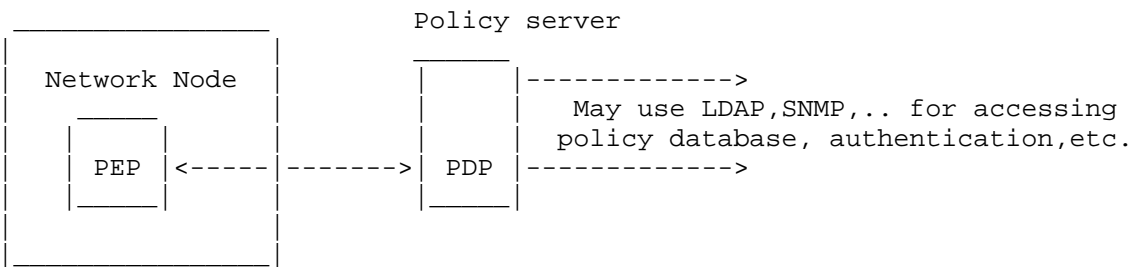 Policy server
Network Node
------------->
May use LDAP,SNMP,.. for accessing
policy database, authentication,etc.
PEP <-----|-------> PDP ------------->